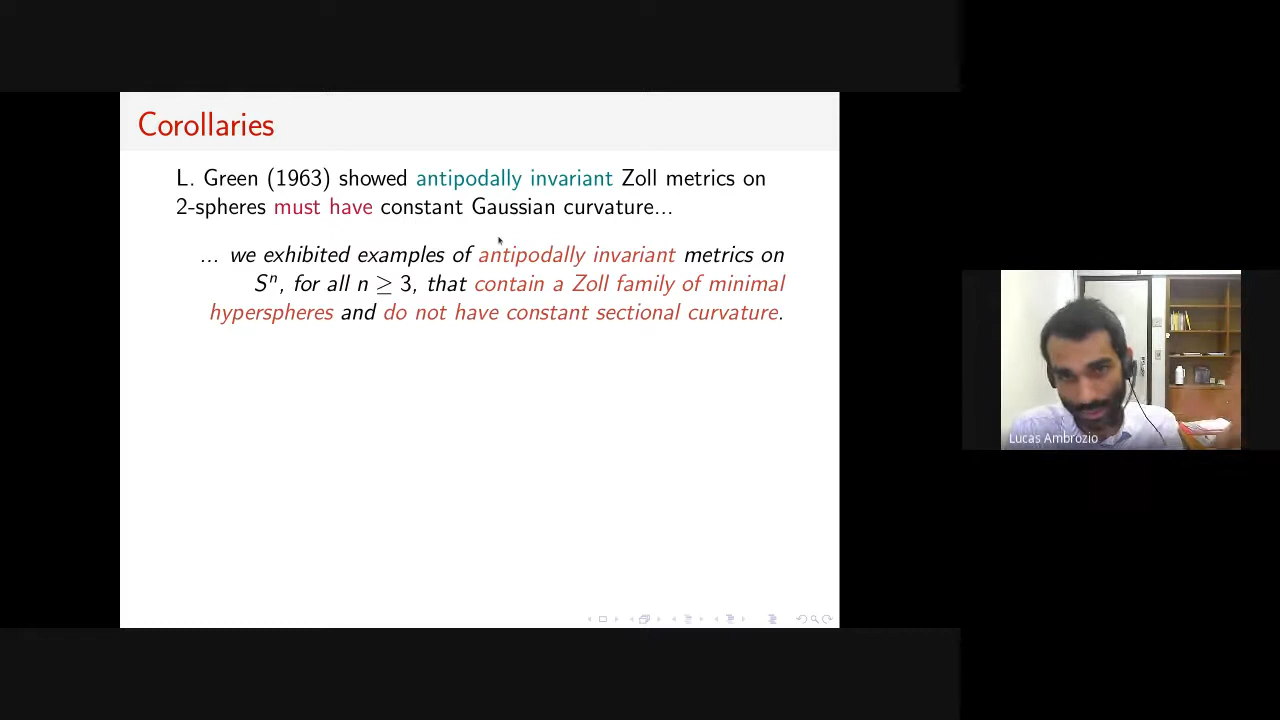 Corollaries
L. Green (1963) showed antipodally invariant Zoll metrics on
2-spheres must have constant Gaussian curvature...
... we exhibited examples of antipodally invariant metrics on
Sⁿ, for all n ≥ 3, that contain a Zoll family of minimal
hyperspheres and do not have constant sectional curvature.
Lucas Ambrozio